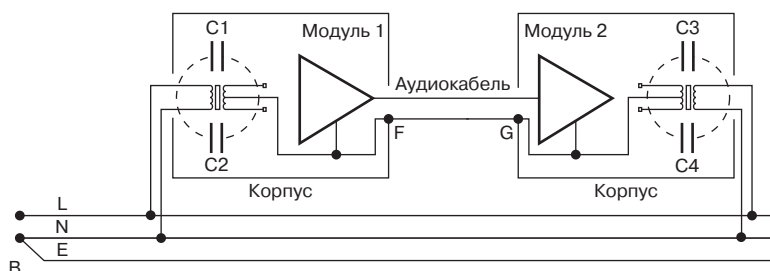 C1
Модуль 1
Модуль 2
C3
Аудиокабель
C2
F
G
C4
Корпус
Корпус
L
N
E
B